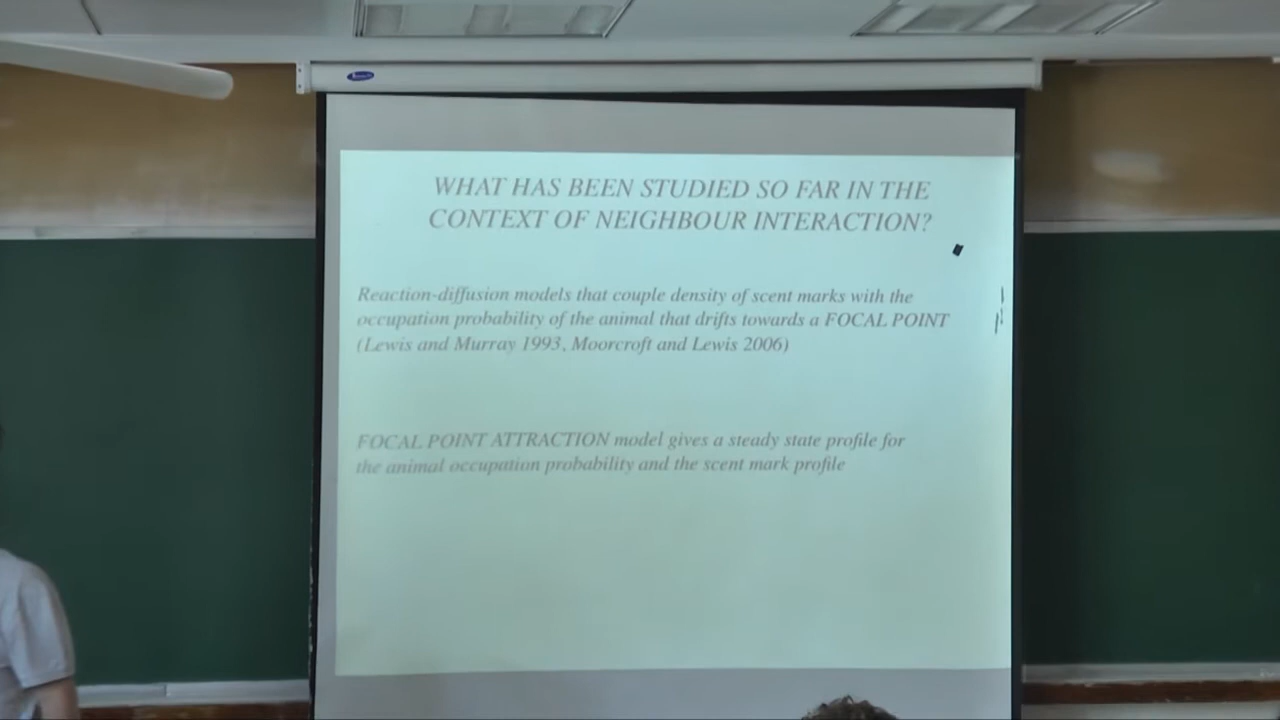 WHAT HAS BEEN STUDIED SO FAR IN THE
CONTEXT OF NEIGHBOUR INTERACTION?
Reaction-diffusion models that couple density of scent marks with the
occupation probability of the animal that drifts towards a FOCAL POINT
(Lewis and Murray 1993, Moorcroft and Lewis 2006)
FOCAL POINT ATTRACTION model gives a steady state profile for
the animal occupation probability and the scent mark profile